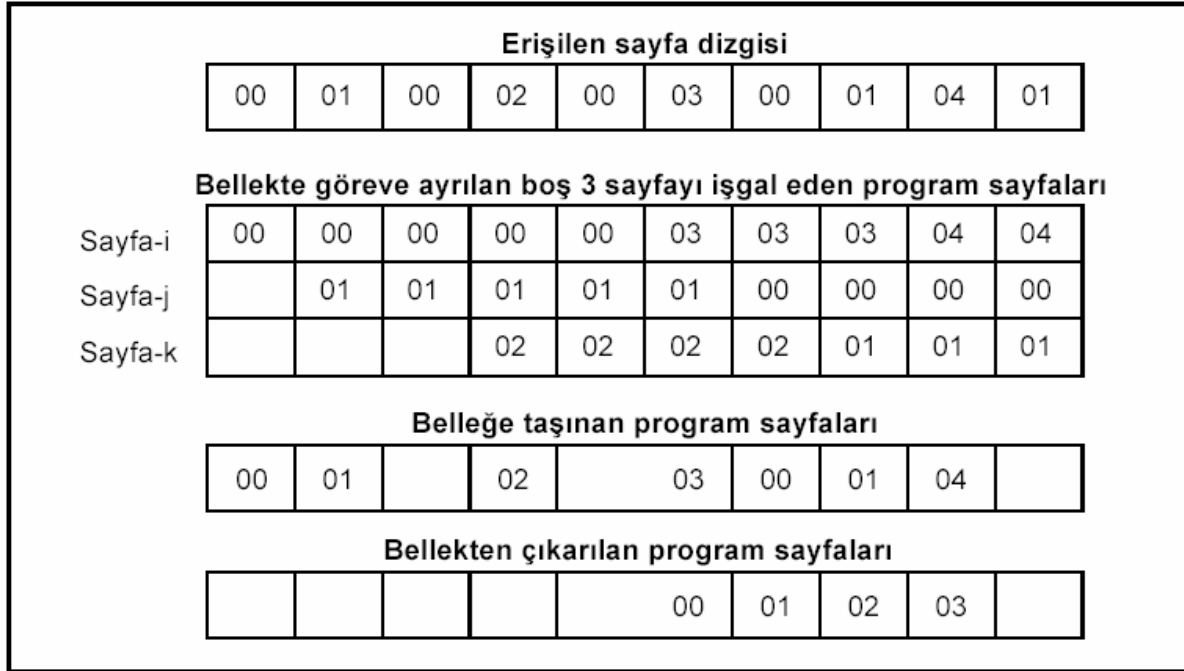 Erişilen sayfa dizgisi
00 01 00 02 00 03 00 01 04 01
Bellekte göreve ayrılan boş 3 sayfayı işgal eden program sayfaları
Sayfa-i 00 00 00 00 00 03 03 03 04 04
Sayfa-j 01 01 01 01 01 00 00 00 00
Sayfa-k 02 02 02 02 01 01 01
Belleğe taşınan program sayfaları
00 01 02 03 00 01 04
Bellekten çıkarılan program sayfaları
00 01 02 03